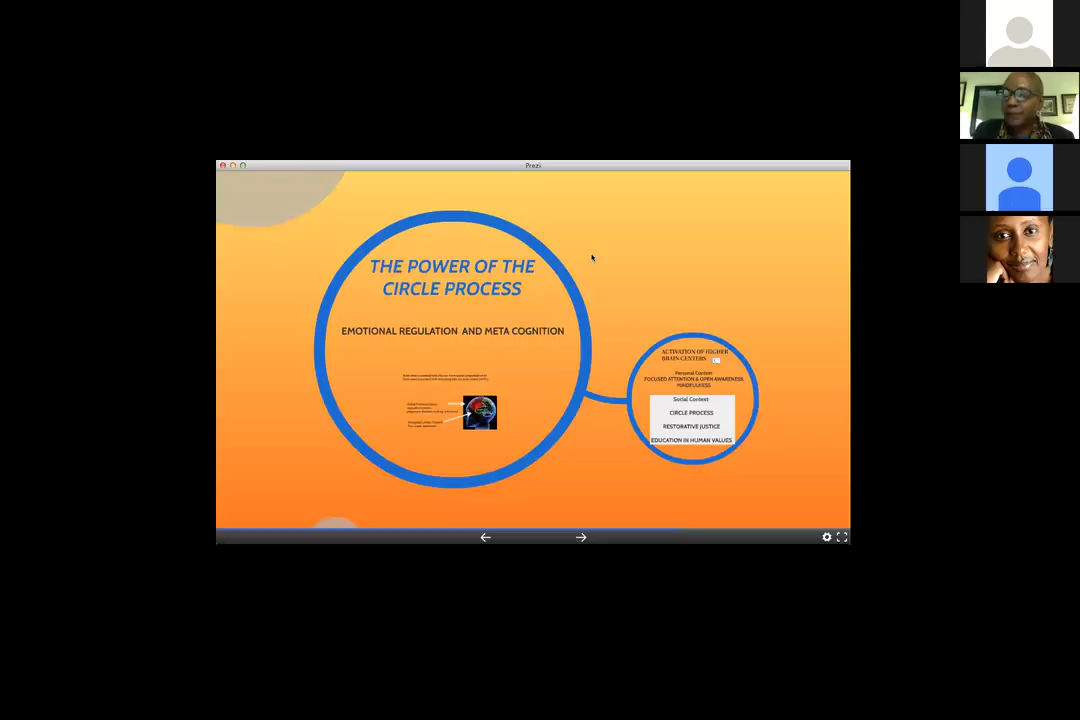 Prezi
THE POWER OF THE
CIRCLE PROCESS
EMOTIONAL REGULATION AND META COGNITION
ACTIVATION OF HIGHER
BRAIN CENTERS
Personal Context
FOCUSED ATTENTION & OPEN AWARENESS
MINDFULNESS
Social Context
CIRCLE PROCESS
RESTORATIVE JUSTICE
EDUCATION IN HUMAN VALUES